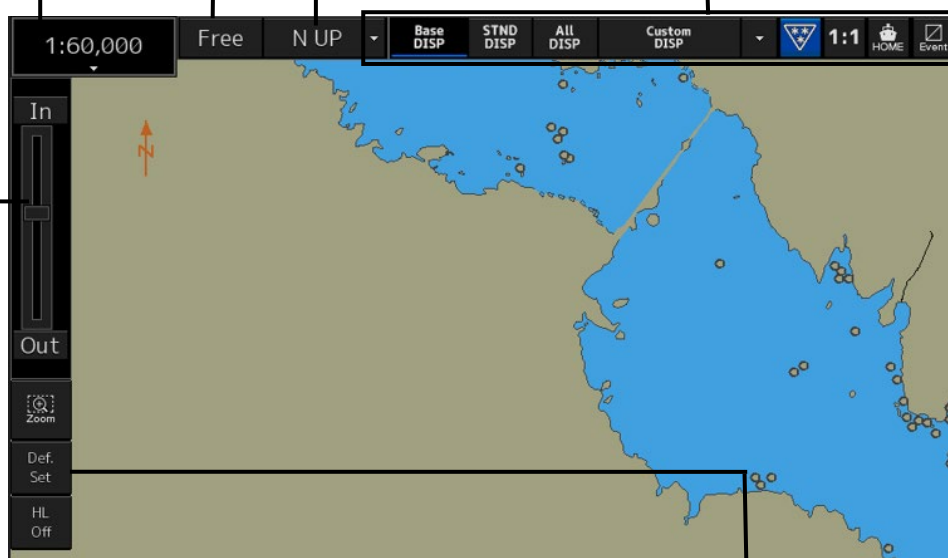 1:60,000
Free
N UP
Base
DISP
STND
DISP
All
DISP
Custom
DISP
1:1
HOME
Event
In
N
Out
Zoom
Def.
Set
HL
Off